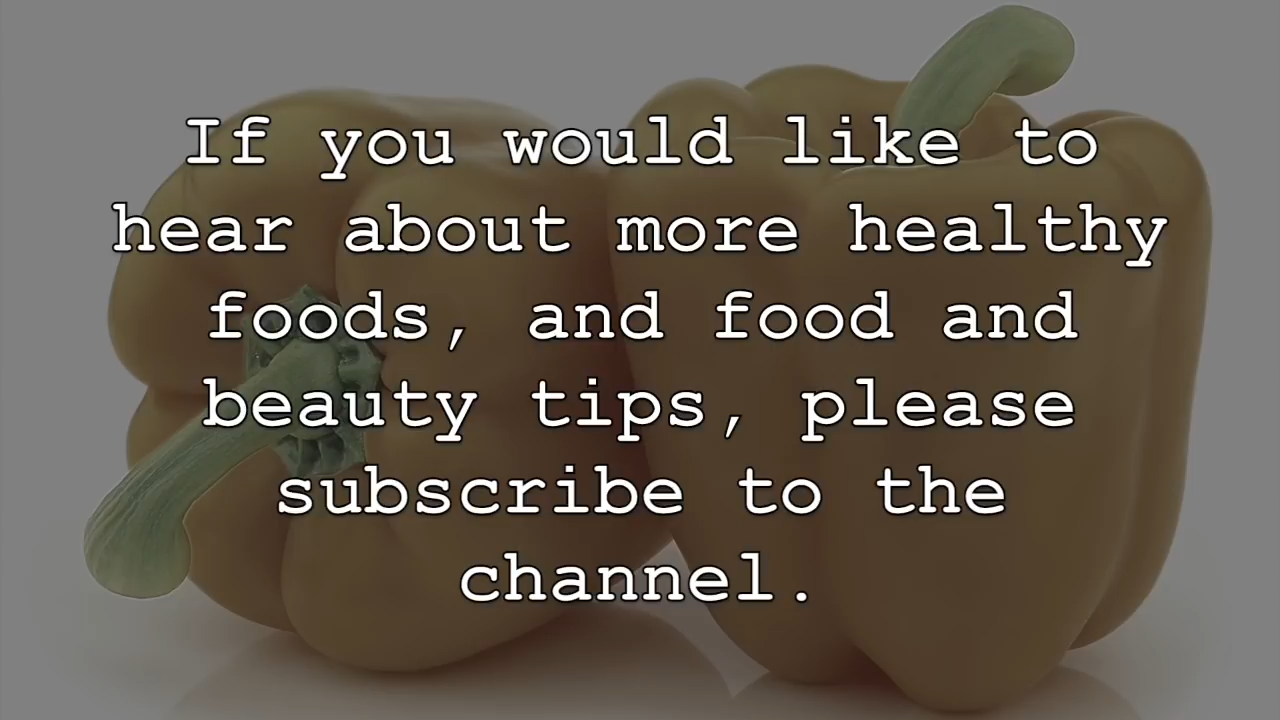 If you would like to
hear about more healthy
foods, and food and
beauty tips, please
subscribe to the
channel.